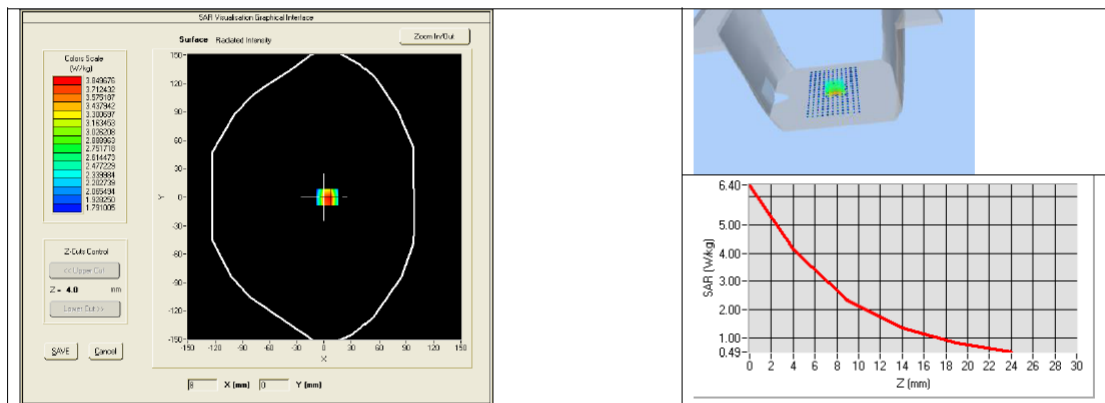 SAR Visualisation Graphical Interface
Surface Radiated Intensity
Zoom In/Out
Colors Scale
(W/kg)
3.849676
3.712432
3.575187
3.437942
3.300697
3.163453
3.026208
2.888963
2.751718
2.614473
2.477229
2.339984
2.202739
2.065494
1.928250
1.791005
150
120
90
60
30
0
-30
-60
-90
-120
-150
Y
-150 -120 -90 -60 -30 0 30 60 90 120 150
X
Z-Cuts Control
<< Upper Cut
Z = 4.0 mm
Lower Cut >>
SAVE Cancel
8 X (mm) 0 Y (mm)
6.40
5.00
4.00
3.00
1.00
0.49
SAR (W/kg)
0 2 4 6 8 10 12 14 16 18 20 22 24 26 28 30
Z (mm)